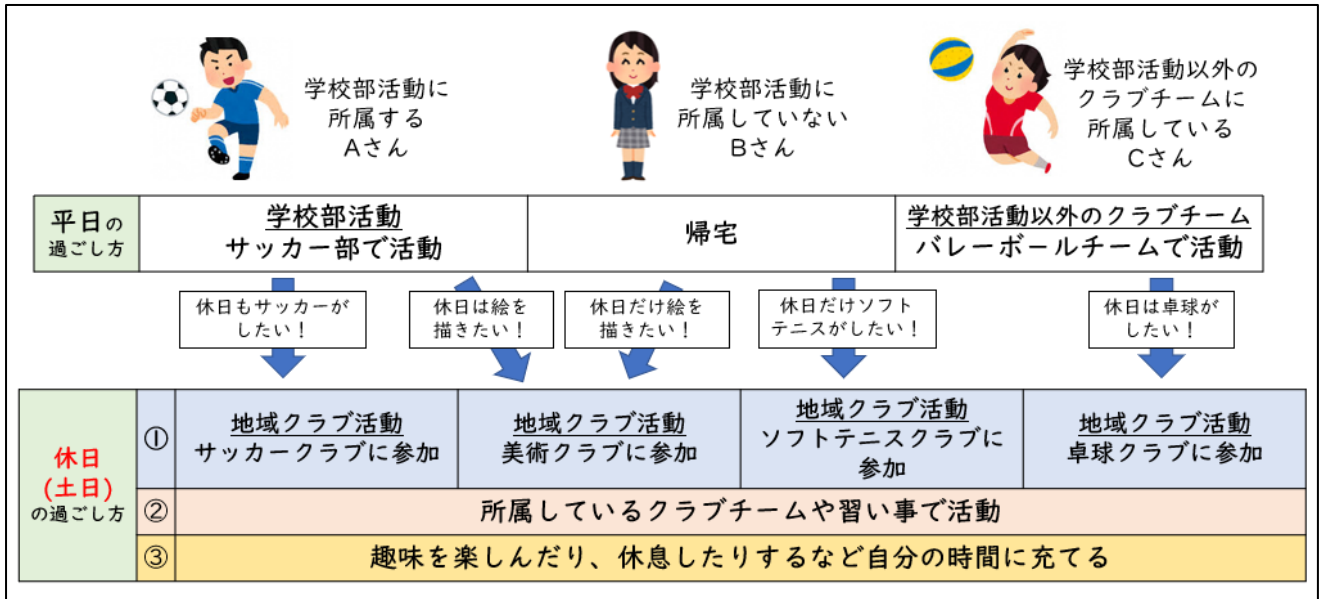 学校部活動に
所属する
Aさん
学校部活動に
所属していない
Bさん
学校部活動以外の
クラブチームに
所属している
Cさん
平日の
過ごし方
学校部活動
サッカー部で活動
帰宅
学校部活動以外のクラブチーム
バレーボールチームで活動
休日もサッカーが
したい！
休日は絵を
描きたい！
休日だけ絵を
描きたい！
休日だけソフト
テニスがしたい！
休日は卓球が
したい！
休日
(土日)
の過ごし方
①
地域クラブ活動
サッカークラブに参加
地域クラブ活動
美術クラブに参加
地域クラブ活動
ソフトテニスクラブに
参加
地域クラブ活動
卓球クラブに参加
②
所属しているクラブチームや習い事で活動
③
趣味を楽しんだり、休息したりするなど自分の時間に充てる